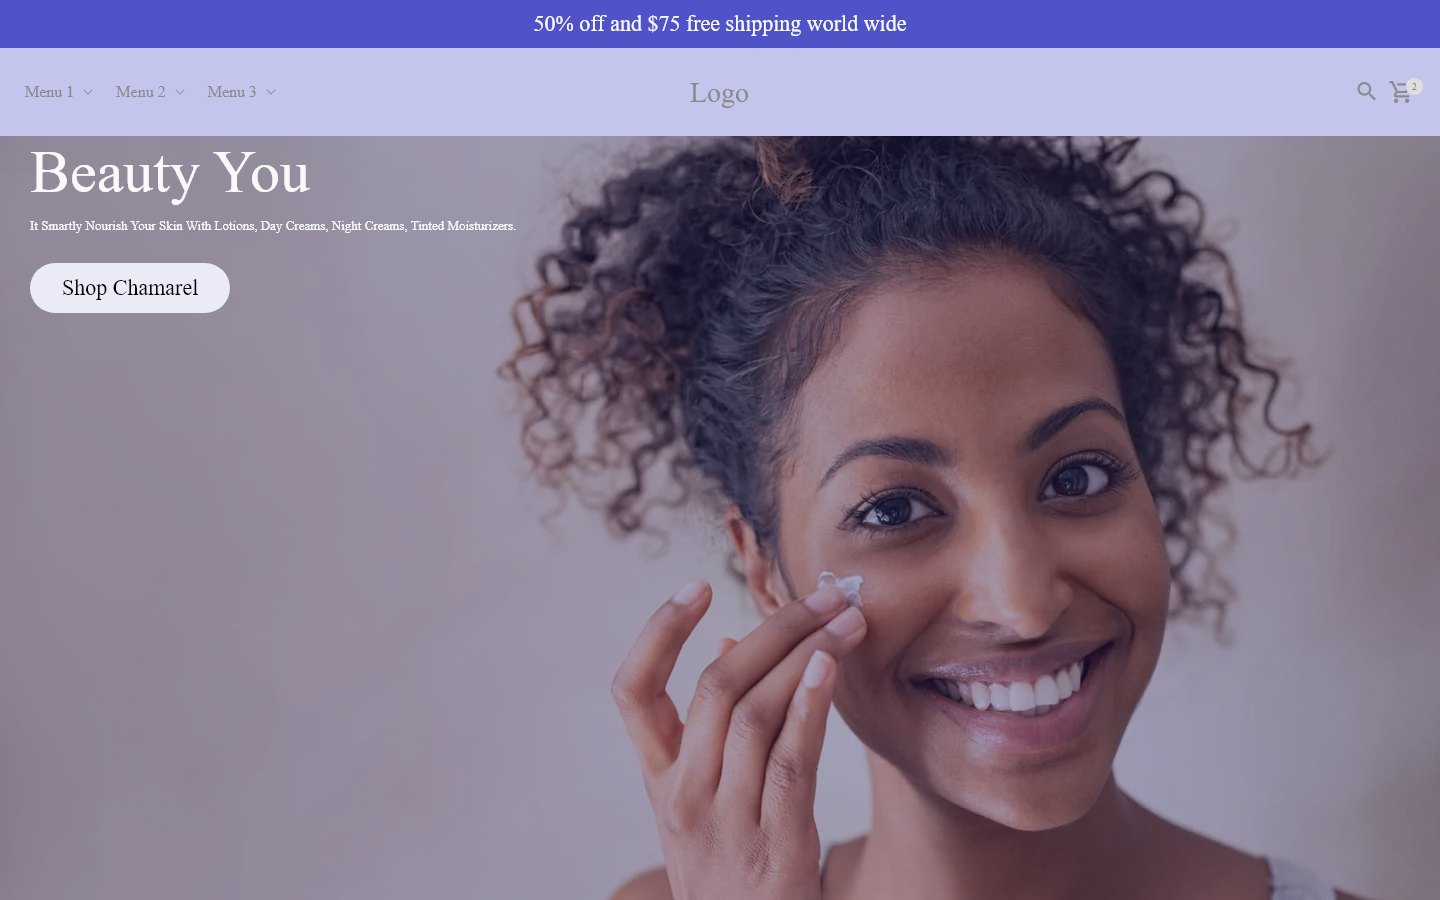 50% off and $75 free shipping world wide
Menu 1 Menu 2 Menu 3 Logo 2
Beauty You
It Smartly Nourish Your Skin With Lotions, Day Creams, Night Creams, Tinted Moisturizers.
Shop Chamarel